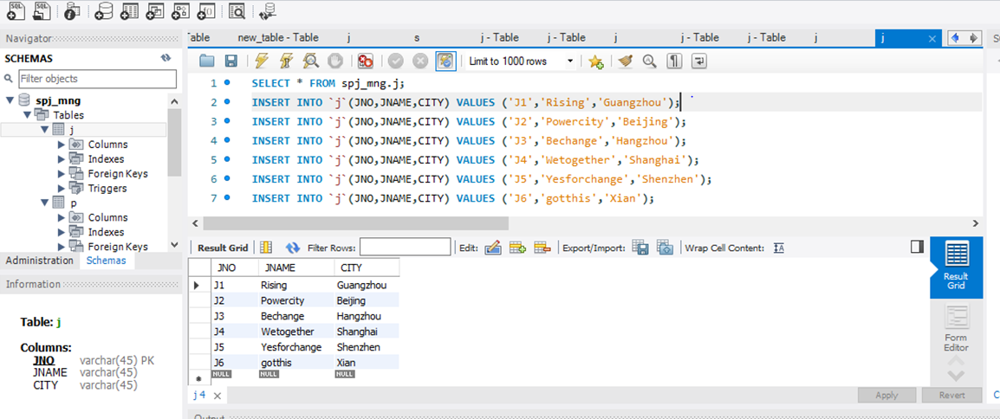 SQL SQL
Navigator
SCHEMAS
Filter objects
spj_mng
Tables
j
Columns
Indexes
Foreign Keys
Triggers
p
Columns
Indexes
Foreign Keys
Administration Schemas
Information
Table: j
Columns:
JNO varchar(45) PK
JNAME varchar(45)
CITY varchar(45)
Table new_table - Table j s j - Table j - Table j j - Table j - Table j j
Limit to 1000 rows
1 SELECT * FROM spj_mng.j;
2 INSERT INTO `j`(JNO,JNAME,CITY) VALUES ('J1','Rising','Guangzhou');
3 INSERT INTO `j`(JNO,JNAME,CITY) VALUES ('J2','Powercity','Beijing');
4 INSERT INTO `j`(JNO,JNAME,CITY) VALUES ('J3','Bechange','Hangzhou');
5 INSERT INTO `j`(JNO,JNAME,CITY) VALUES ('J4','Wetogether','Shanghai');
6 INSERT INTO `j`(JNO,JNAME,CITY) VALUES ('J5','Yesforchange','Shenzhen');
7 INSERT INTO `j`(JNO,JNAME,CITY) VALUES ('J6','gotthis','Xian');
Result Grid Filter Rows: Edit: Export/Import: Wrap Cell Content:
JNO JNAME CITY
J1 Rising Guangzhou
J2 Powercity Beijing
J3 Bechange Hangzhou
J4 Wetogether Shanghai
J5 Yesforchange Shenzhen
J6 gotthis Xian
NULL NULL NULL
Result
Grid
Form
Editor
j 4 Apply Revert